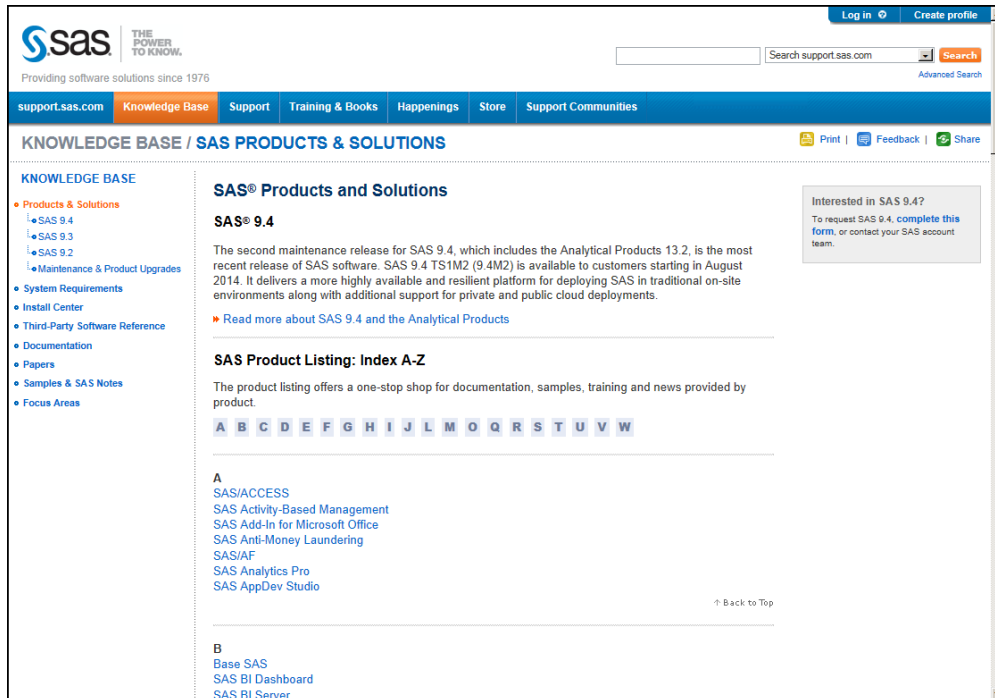 Log in
Create profile
sas
THE
POWER
TO KNOW.
Providing software solutions since 1976
Search support.sas.com
Search
Advanced Search
support.sas.com Knowledge Base Support Training & Books Happenings Store Support Communities
KNOWLEDGE BASE / SAS PRODUCTS & SOLUTIONS
Print | Feedback | Share
KNOWLEDGE BASE
Products & Solutions
SAS 9.4
SAS 9.3
SAS 9.2
Maintenance & Product Upgrades
System Requirements
Install Center
Third-Party Software Reference
Documentation
Papers
Samples & SAS Notes
Focus Areas
SAS® Products and Solutions
SAS® 9.4
The second maintenance release for SAS 9.4, which includes the Analytical Products 13.2, is the most
recent release of SAS software. SAS 9.4 TS1M2 (9.4M2) is available to customers starting in August
2014. It delivers a more highly available and resilient platform for deploying SAS in traditional on-site
environments along with additional support for private and public cloud deployments.
Read more about SAS 9.4 and the Analytical Products
SAS Product Listing: Index A-Z
The product listing offers a one-stop shop for documentation, samples, training and news provided by
product.
A B C D E F G H I J L M O Q R S T U V W
A
SAS/ACCESS
SAS Activity-Based Management
SAS Add-In for Microsoft Office
SAS Anti-Money Laundering
SAS/AF
SAS Analytics Pro
SAS AppDev Studio
↑ Back to Top
B
Base SAS
SAS BI Dashboard
SAS BI Server
Interested in SAS 9.4?
To request SAS 9.4, complete this
form, or contact your SAS account
team.